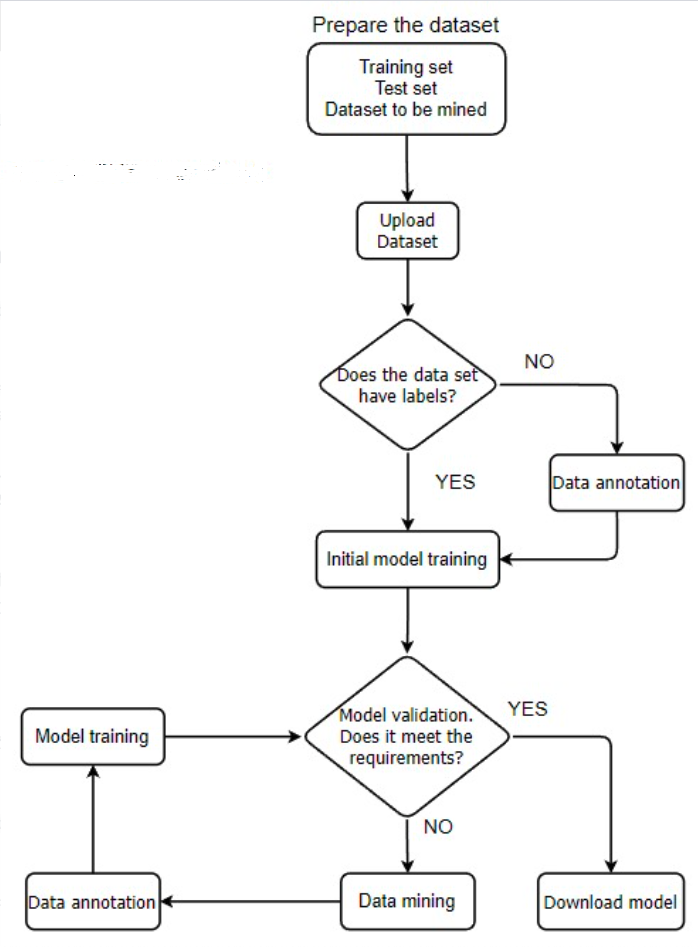 Prepare the dataset
Training set
Test set
Dataset to be mined
Upload
Dataset
Does the data set
have labels?
NO
YES
Data annotation
Initial model training
Model validation.
Does it meet the
requirements?
YES
Model training
NO
Data annotation
Data mining
Download model